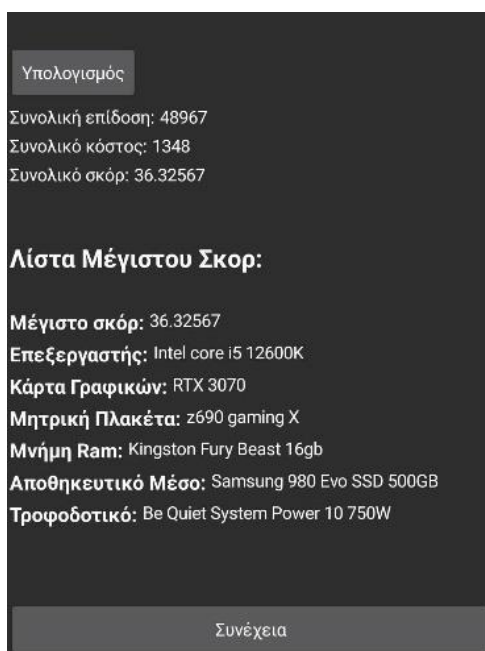 Υπολογισμός
Συνολική επίδοση: 48967
Συνολικό κόστος: 1348
Συνολικό σκόρ: 36.32567
Λίστα Μέγιστου Σκορ:
Μέγιστο σκόρ: 36.32567
Επεξεργαστής: Intel core i5 12600K
Κάρτα Γραφικών: RTX 3070
Μητρική Πλακέτα: z690 gaming X
Μνήμη Ram: Kingston Fury Beast 16gb
Αποθηκευτικό Μέσο: Samsung 980 Evo SSD 500GB
Τροφοδοτικό: Be Quiet System Power 10 750W
Συνέχεια